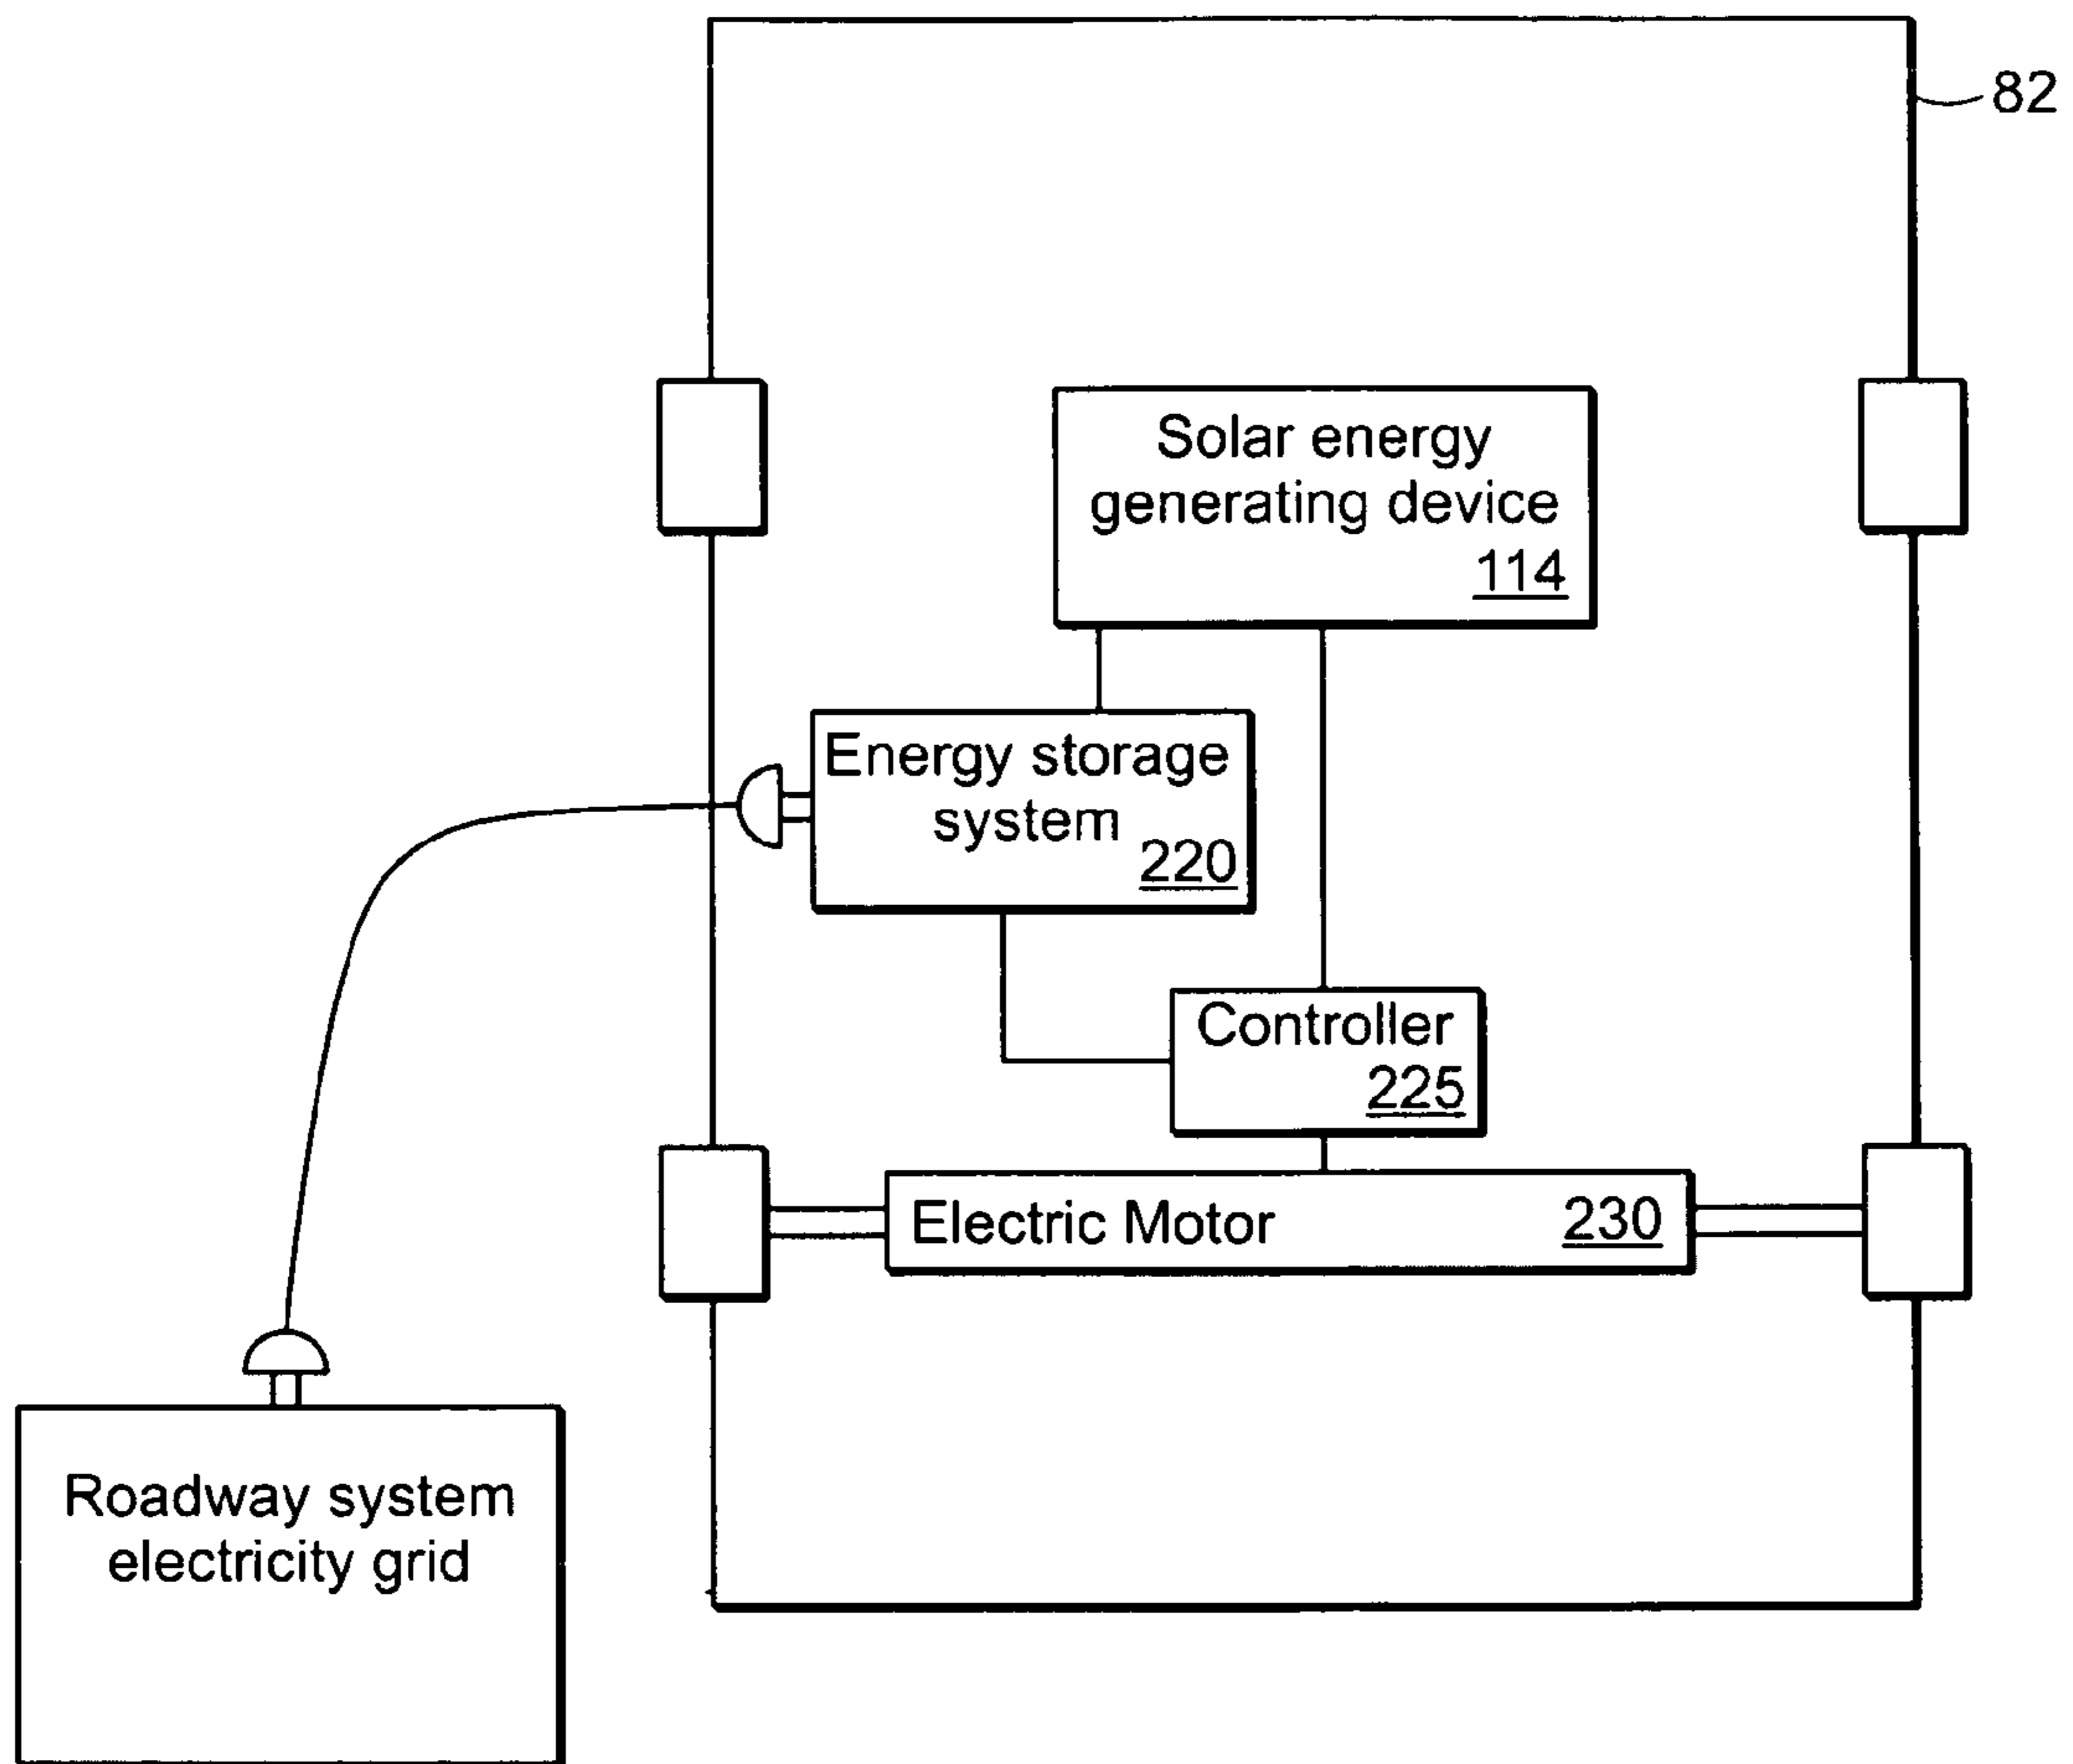 82
Solar energy
generating device
114
Energy storage
system
220
Controller
225
Electric Motor 230
Roadway system
electricity grid